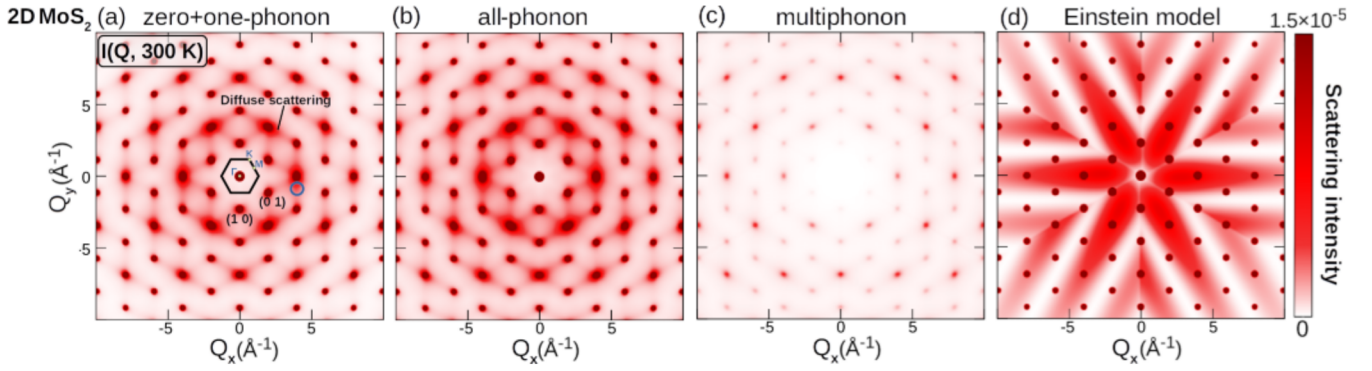 2D MoS2 (a) zero+one-phonon (b) all-phonon (c) multiphonon (d) Einstein model 1.5×10-5
2
I(Q, 300 K)
Diffuse scattering
5
K
M
Γ
Qy(Å-1)
0
(0 1)
(1 0)
-5
Scattering intensity
0
-5 0 5 -5 0 5 -5 0 5 -5 0 5
Qx(Å-1) Qx(Å-1) Qx(Å-1) Qx(Å-1)